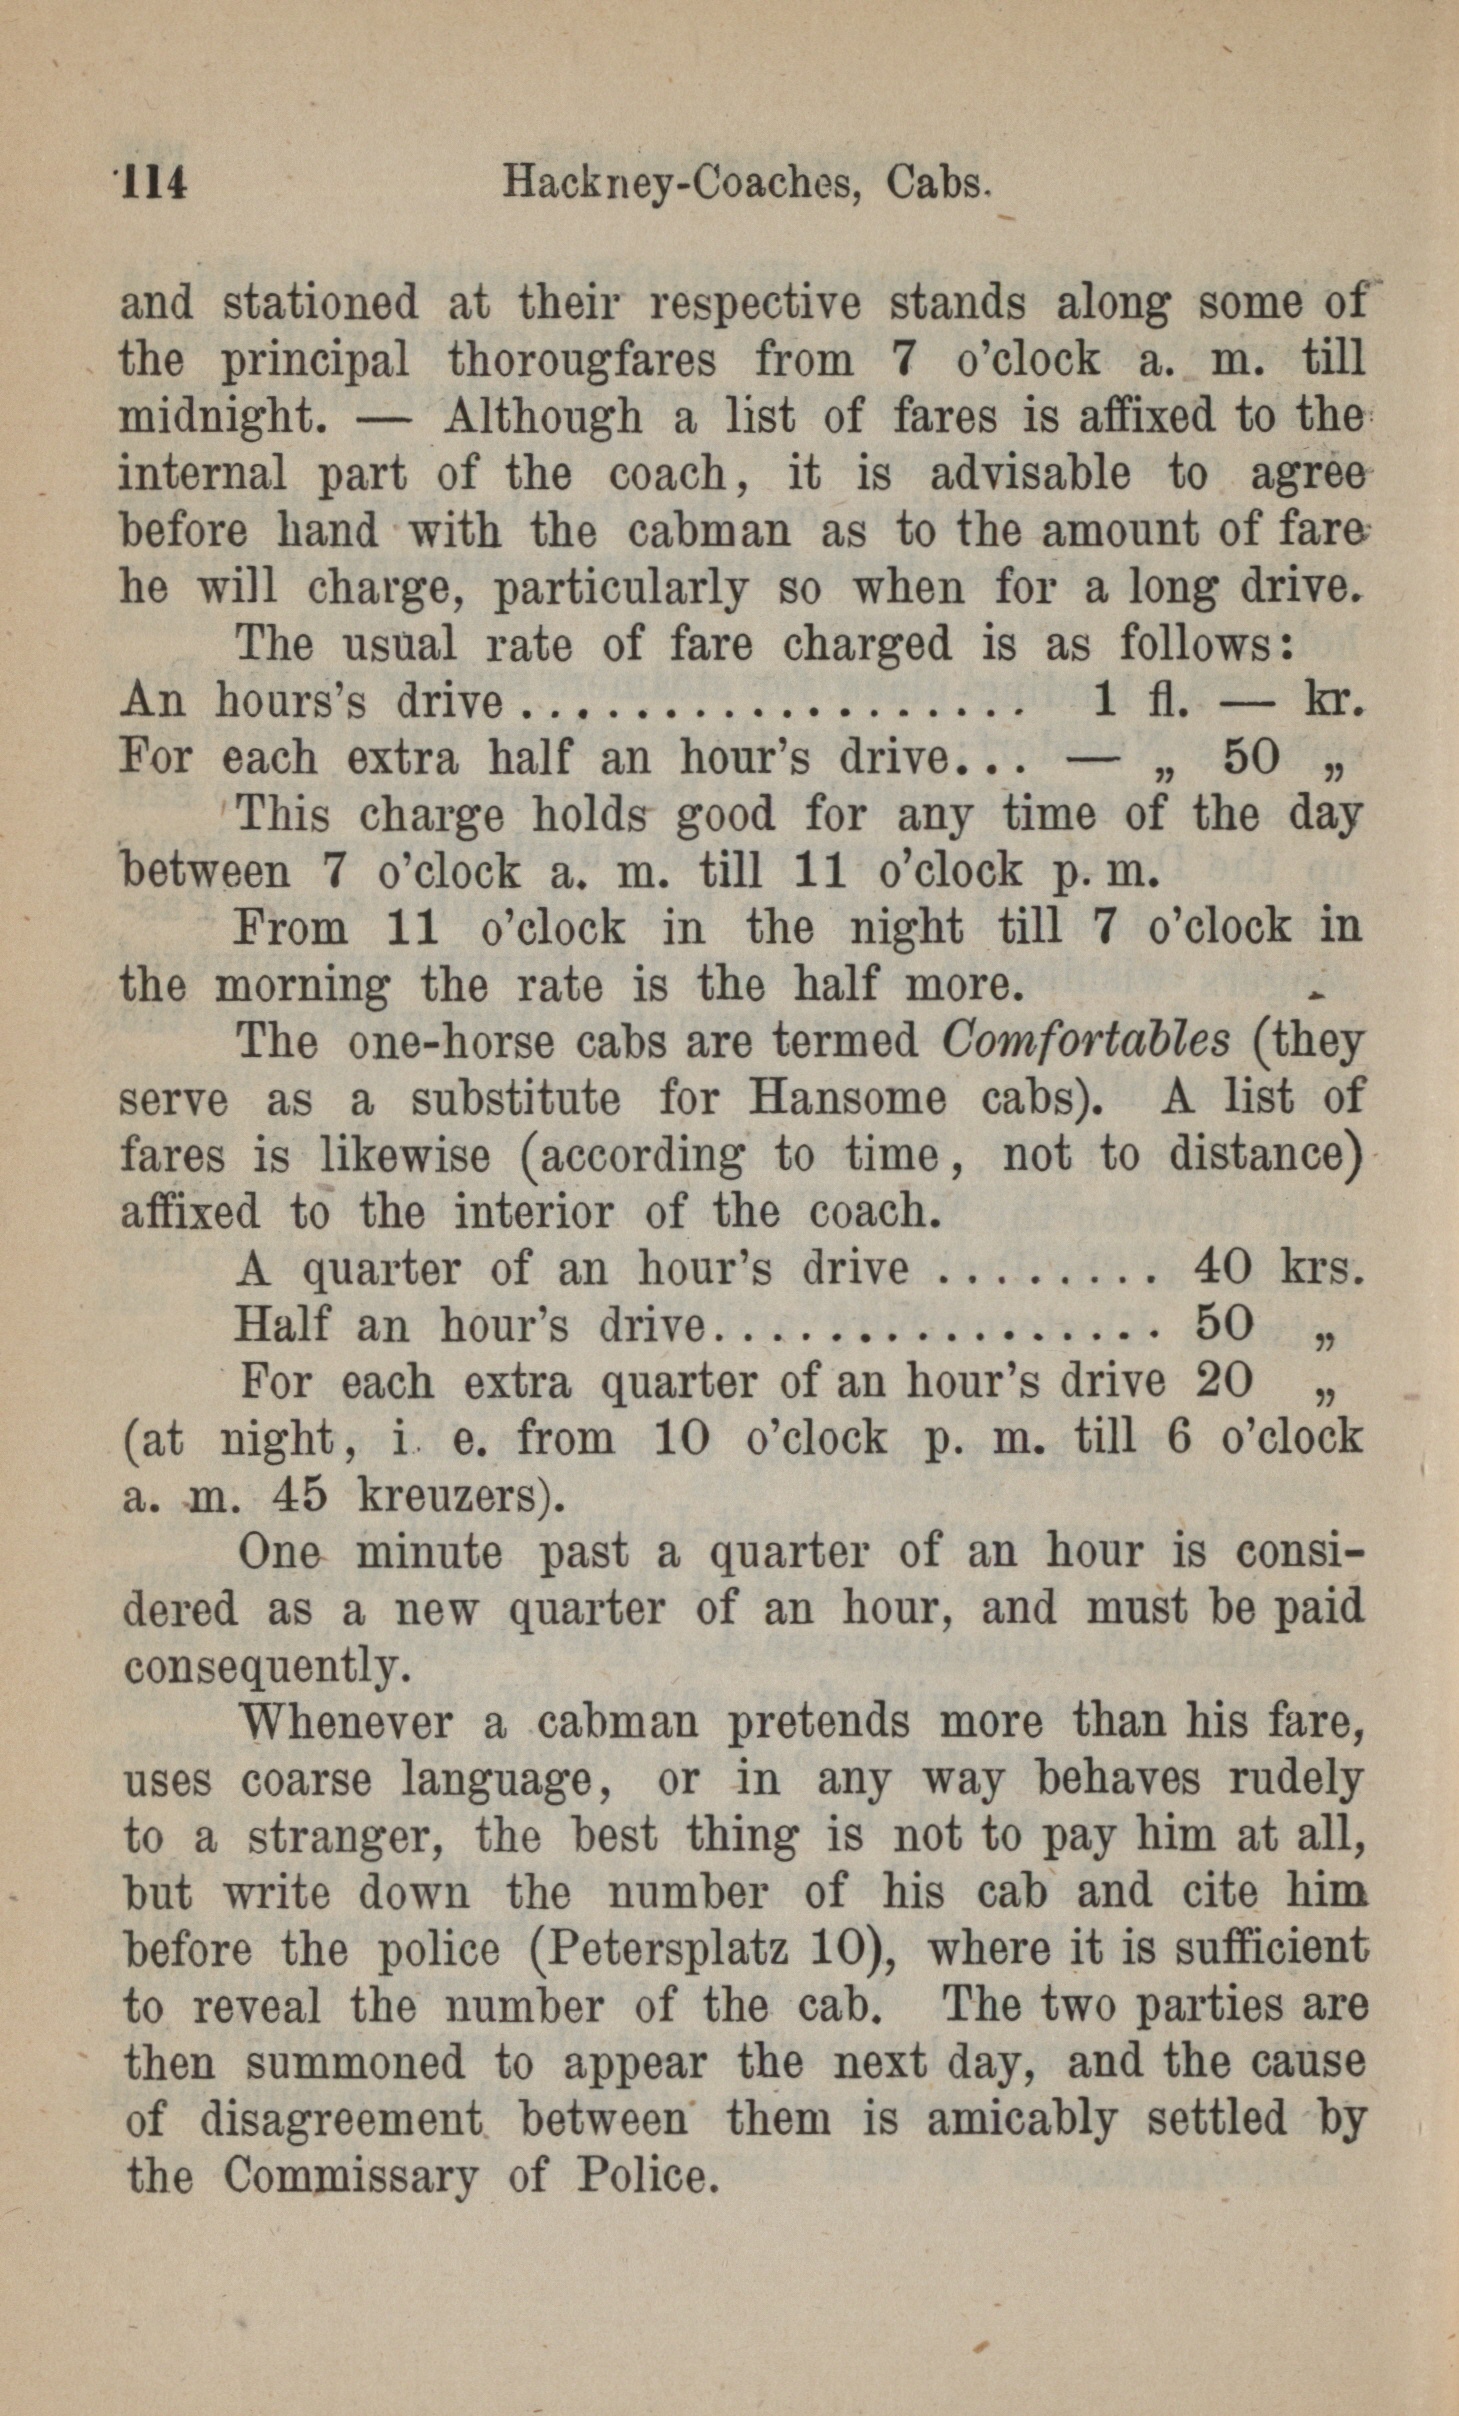 114 Hackney-Coaches, Cabs.
and stationed at their respective stands along some of
the principal thorougfares from 7 o'clock a. m. till
midnight. — Although a list of fares is affixed to the
internal part of the coach, it is advisable to agree
before hand with the cabman as to the amount of fare
he will charge, particularly so when for a long drive.
The usual rate of fare charged is as follows:
An hours's drive .................. 1 fl. — kr.
For each extra half an hour's drive... — „ 50 „
This charge holds good for any time of the day
between 7 o'clock a. m. till 11 o'clock p. m.
From 11 o'clock in the night till 7 o'clock in
the morning the rate is the half more.
The one-horse cabs are termed Comfortables (they
serve as a substitute for Hansome cabs). A list of
fares is likewise (according to time, not to distance)
affixed to the interior of the coach.
A quarter of an hour's drive ........ 40 krs.
Half an hour's drive................ 50 „
For each extra quarter of an hour's drive 20 „
(at night, i. e. from 10 o'clock p. m. till 6 o'clock
a. m. 45 kreuzers).
One minute past a quarter of an hour is consi-
dered as a new quarter of an hour, and must be paid
consequently.
Whenever a cabman pretends more than his fare,
uses coarse language, or in any way behaves rudely
to a stranger, the best thing is not to pay him at all,
but write down the number of his cab and cite him
before the police (Petersplatz 10), where it is sufficient
to reveal the number of the cab. The two parties are
then summoned to appear the next day, and the cause
of disagreement between them is amicably settled by
the Commissary of Police.